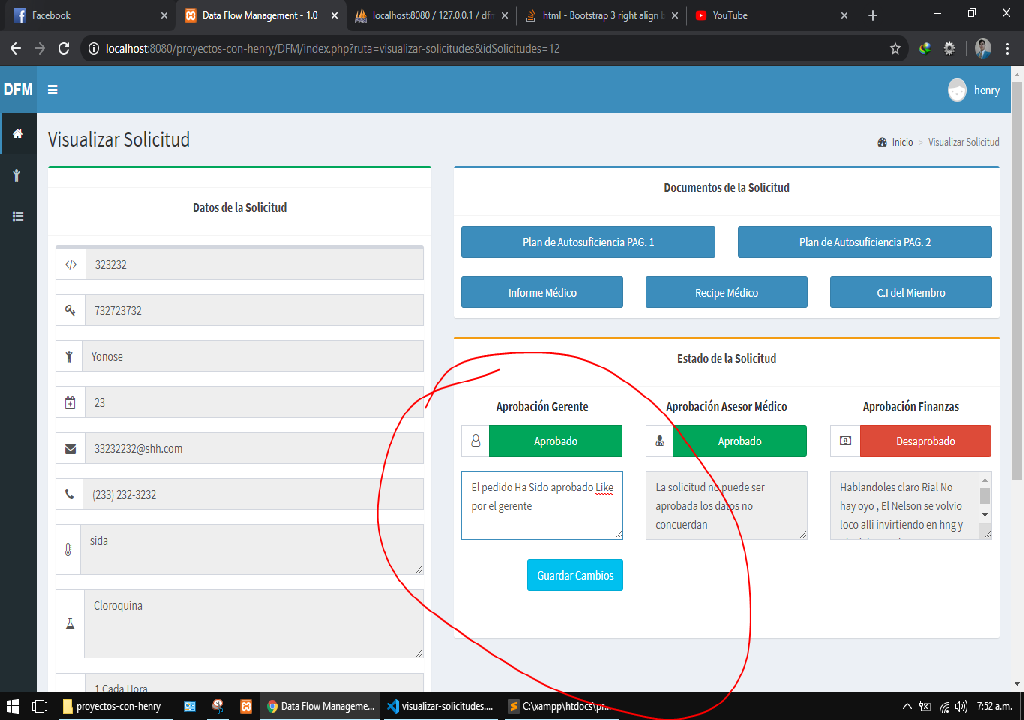 Facebook
Data Flow Management - 1.0
localhost:8080 / 127.0.0.1 / dfm
html - Bootstrap 3 right align
YouTube
localhost:8080/proyectos-con-henry/DFM/index.php?ruta=visualizar-solicitudes&idSolicitudes=12
DFM
henry
Visualizar Solicitud
Inicio > Visualizar Solicitud
Datos de la Solicitud
323232
732723732
Yonose
23
33232232@shh.com
(233) 232-3232
sida
Cloroquina
1 Cada Hora
Documentos de la Solicitud
Plan de Autosuficiencia PAG. 1
Plan de Autosuficiencia PAG. 2
Informe Médico
Recipe Médico
C.I del Miembro
Estado de la Solicitud
Aprobación Gerente
Aprobado
El pedido Ha Sido aprobado Like
por el gerente
Guardar Cambios
Aprobación Asesor Médico
Aprobado
La solicitud no puede ser
aprobada los datos no
concuerdan
Aprobación Finanzas
Desaprobado
Hablandoles claro Rial No
hay oyo , El Nelson se volvio
loco alli invirtiendo en hng y
proyectos-con-henry
Data Flow Manageme...
visualizar-solicitudes....
C:\xampp\htdocs\pr...
7:52 a.m.